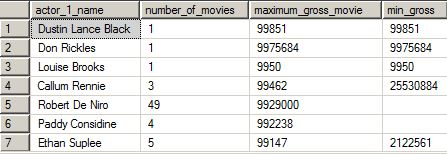 actor_1_name number_of_movies maximum_gross_movie min_gross
1 Dustin Lance Black 1 99851 99851
2 Don Rickles 1 9975684 9975684
3 Louise Brooks 1 9950 9950
4 Callum Rennie 3 99462 25530884
5 Robert De Niro 49 9929000
6 Paddy Considine 4 992238
7 Ethan Suplee 5 99147 2122561